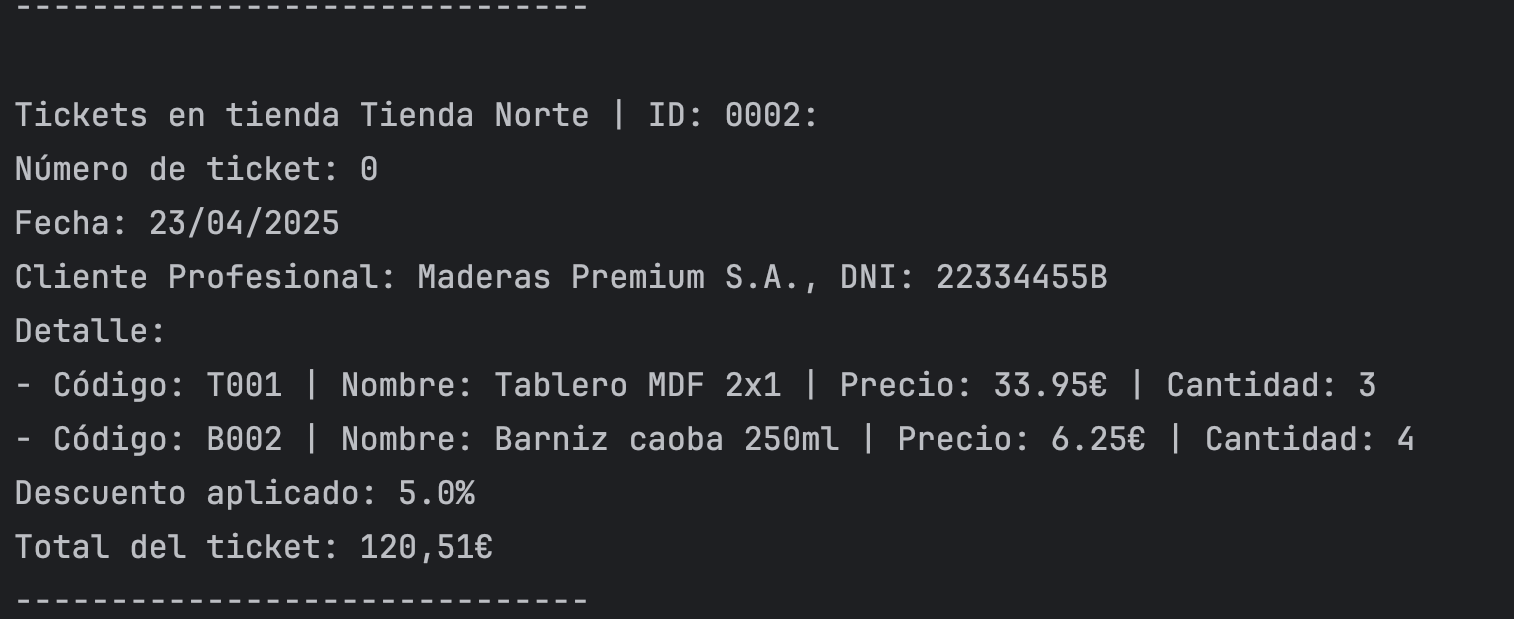 ------------------------------
Tickets en tienda Tienda Norte | ID: 0002:
Número de ticket: 0
Fecha: 23/04/2025
Cliente Profesional: Maderas Premium S.A., DNI: 22334455B
Detalle:
- Código: T001 | Nombre: Tablero MDF 2x1 | Precio: 33.95€ | Cantidad: 3
- Código: B002 | Nombre: Barniz caoba 250ml | Precio: 6.25€ | Cantidad: 4
Descuento aplicado: 5.0%
Total del ticket: 120,51€
------------------------------